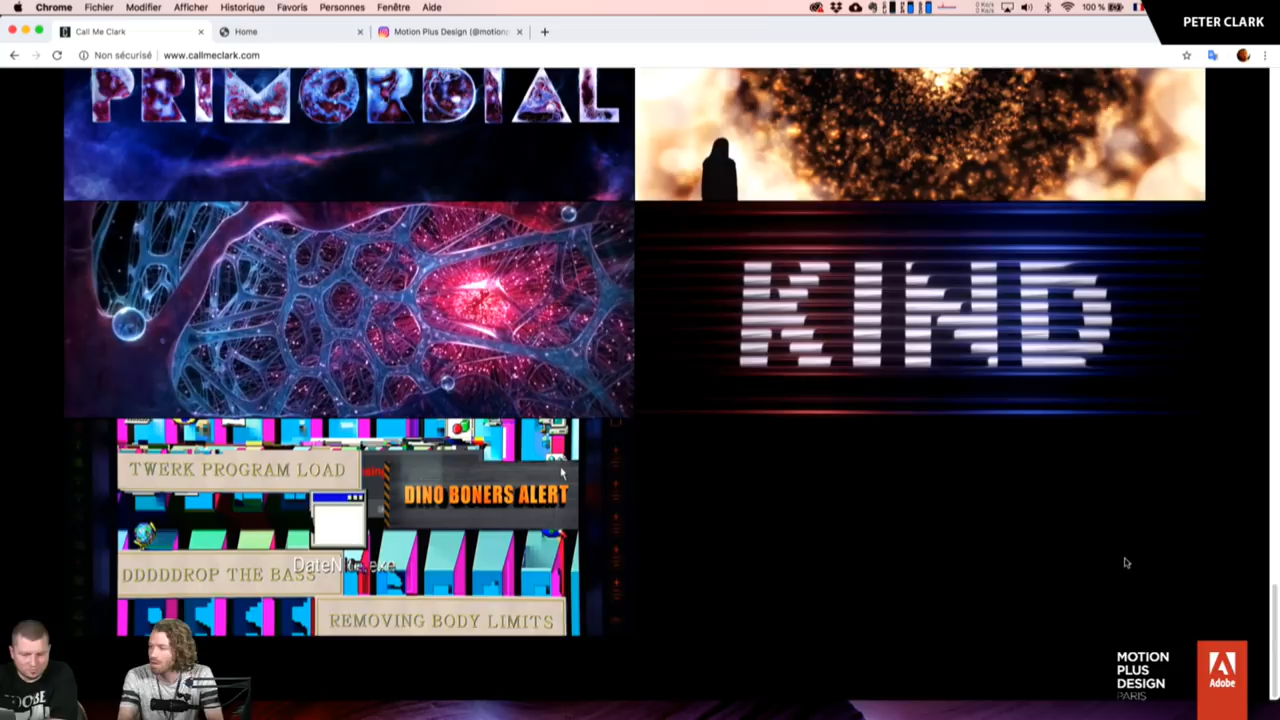 Chrome Fichier Modifier Afficher Historique Favoris Personnes Fenêtre Aide 100 %
PETER CLARK
Call Me Clark Home Motion Plus Design (@motion
Non sécurisé www.callmeclark.com
PRIMORDIAL
KIND
TWERK PROGRAM LOAD
DINO BONERS ALERT
DDDDDROP THE BASS
REMOVING BODY LIMITS
MOTION
PLUS
DESIGN
PARIS
Adobe